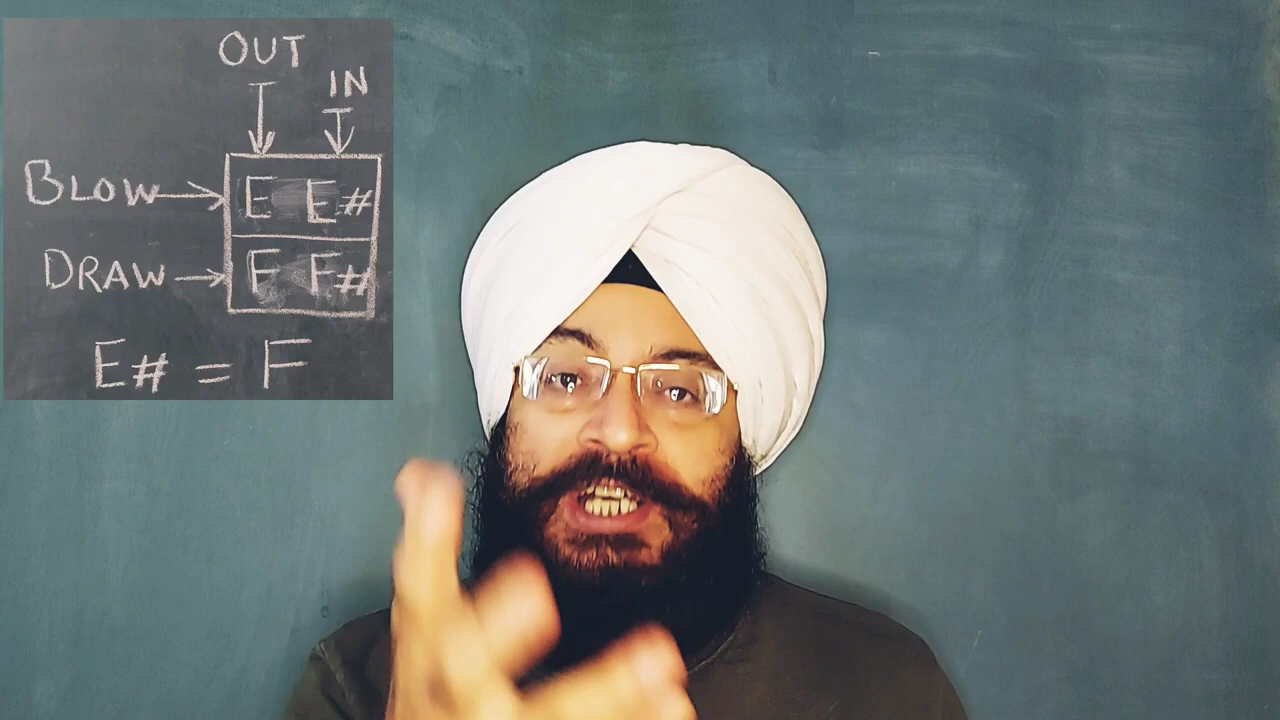 OUT
IN
BLOW → E E#
DRAW → F F#
E# = F